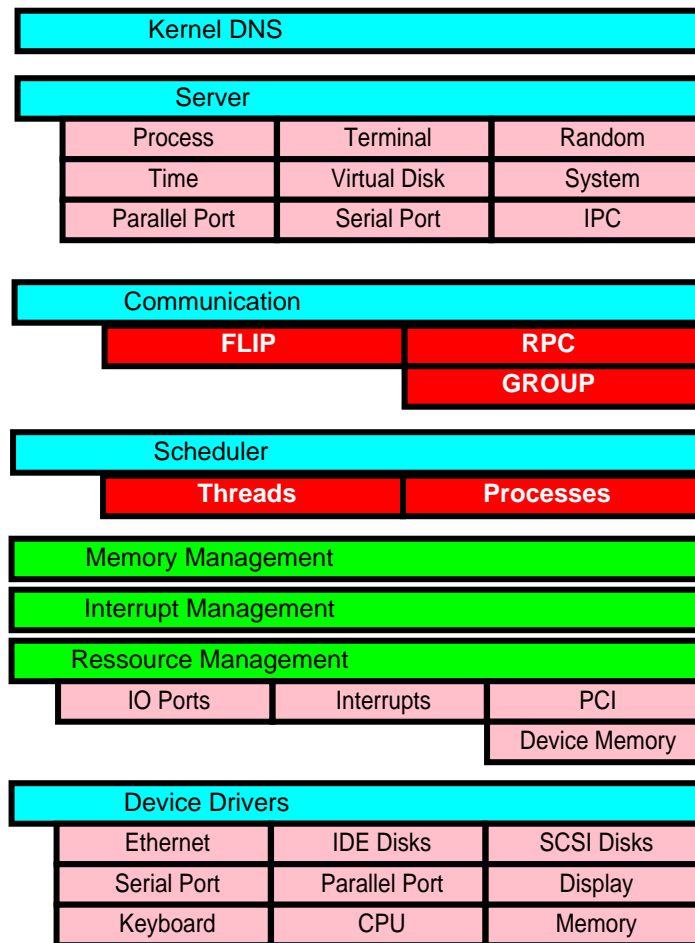 Kernel DNS
Server
Process Terminal Random
Time Virtual Disk System
Parallel Port Serial Port IPC
Communication
FLIP RPC
GROUP
Scheduler
Threads Processes
Memory Management
Interrupt Management
Ressource Management
IO Ports Interrupts PCI
Device Memory
Device Drivers
Ethernet IDE Disks SCSI Disks
Serial Port Parallel Port Display
Keyboard CPU Memory